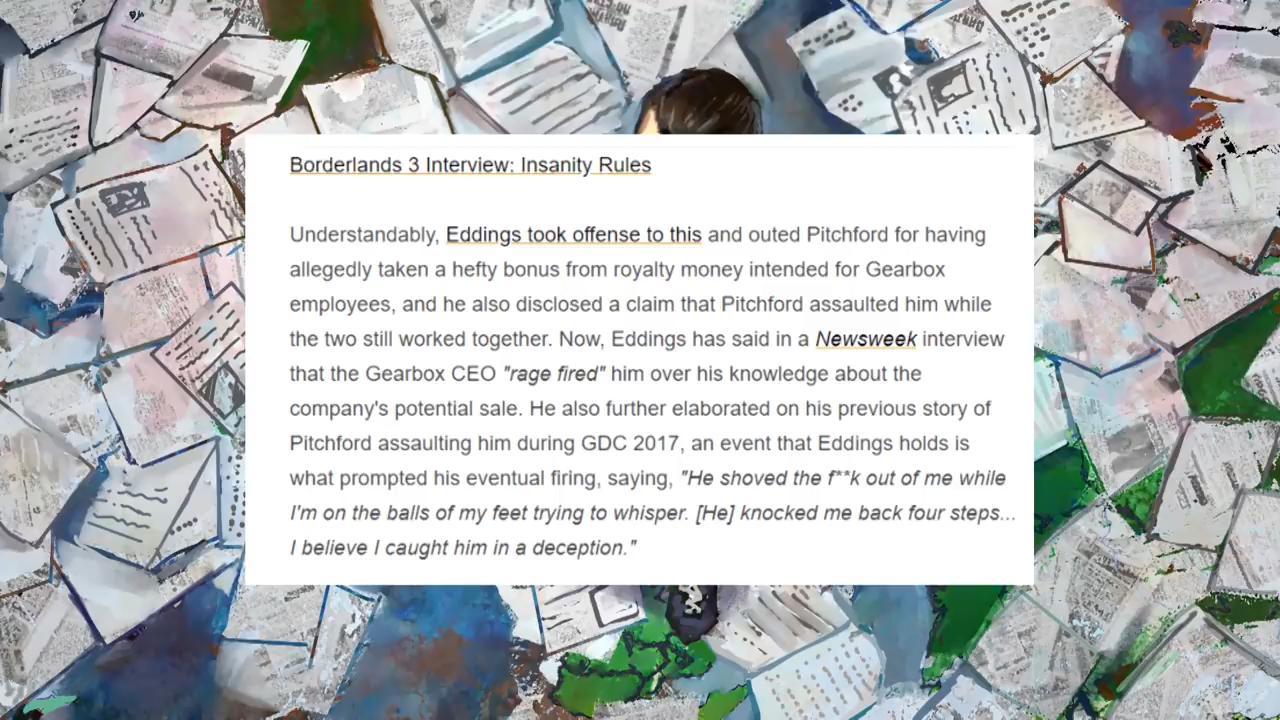 Borderlands 3 Interview: Insanity Rules
Understandably, Eddings took offense to this and outed Pitchford for having
allegedly taken a hefty bonus from royalty money intended for Gearbox
employees, and he also disclosed a claim that Pitchford assaulted him while
the two still worked together. Now, Eddings has said in a Newsweek interview
that the Gearbox CEO "rage fired" him over his knowledge about the
company's potential sale. He also further elaborated on his previous story of
Pitchford assaulting him during GDC 2017, an event that Eddings holds is
what prompted his eventual firing, saying, "He shoved the f**k out of me while
I'm on the balls of my feet trying to whisper. [He] knocked me back four steps...
I believe I caught him in a deception."